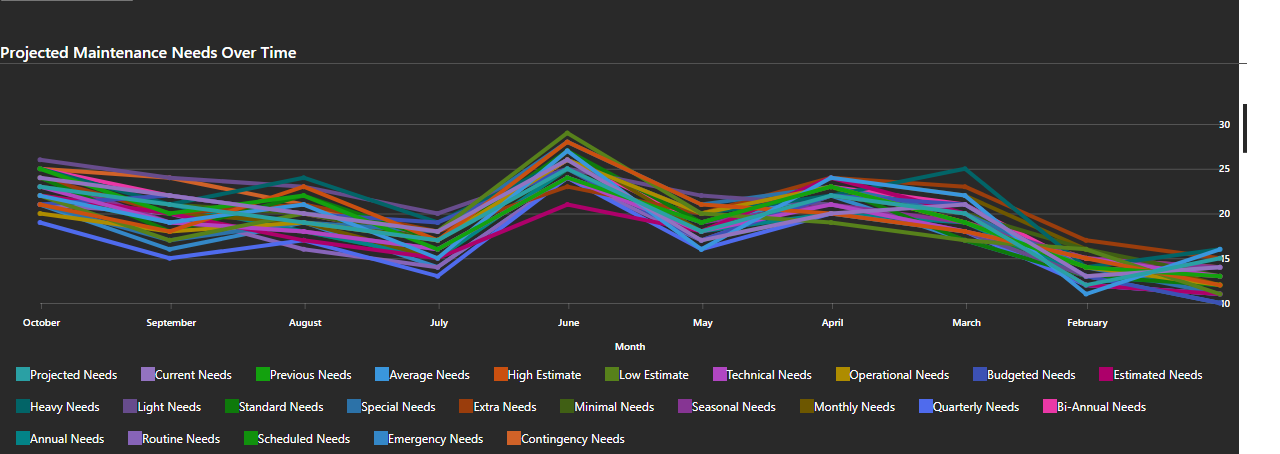 Projected Maintenance Needs Over Time
30
25
20
15
10
October September August July June May April March February
Month
Projected Needs Current Needs Previous Needs Average Needs High Estimate Low Estimate Technical Needs Operational Needs Budgeted Needs Estimated Needs
Heavy Needs Light Needs Standard Needs Special Needs Extra Needs Minimal Needs Seasonal Needs Monthly Needs Quarterly Needs Bi-Annual Needs
Annual Needs Routine Needs Scheduled Needs Emergency Needs Contingency Needs